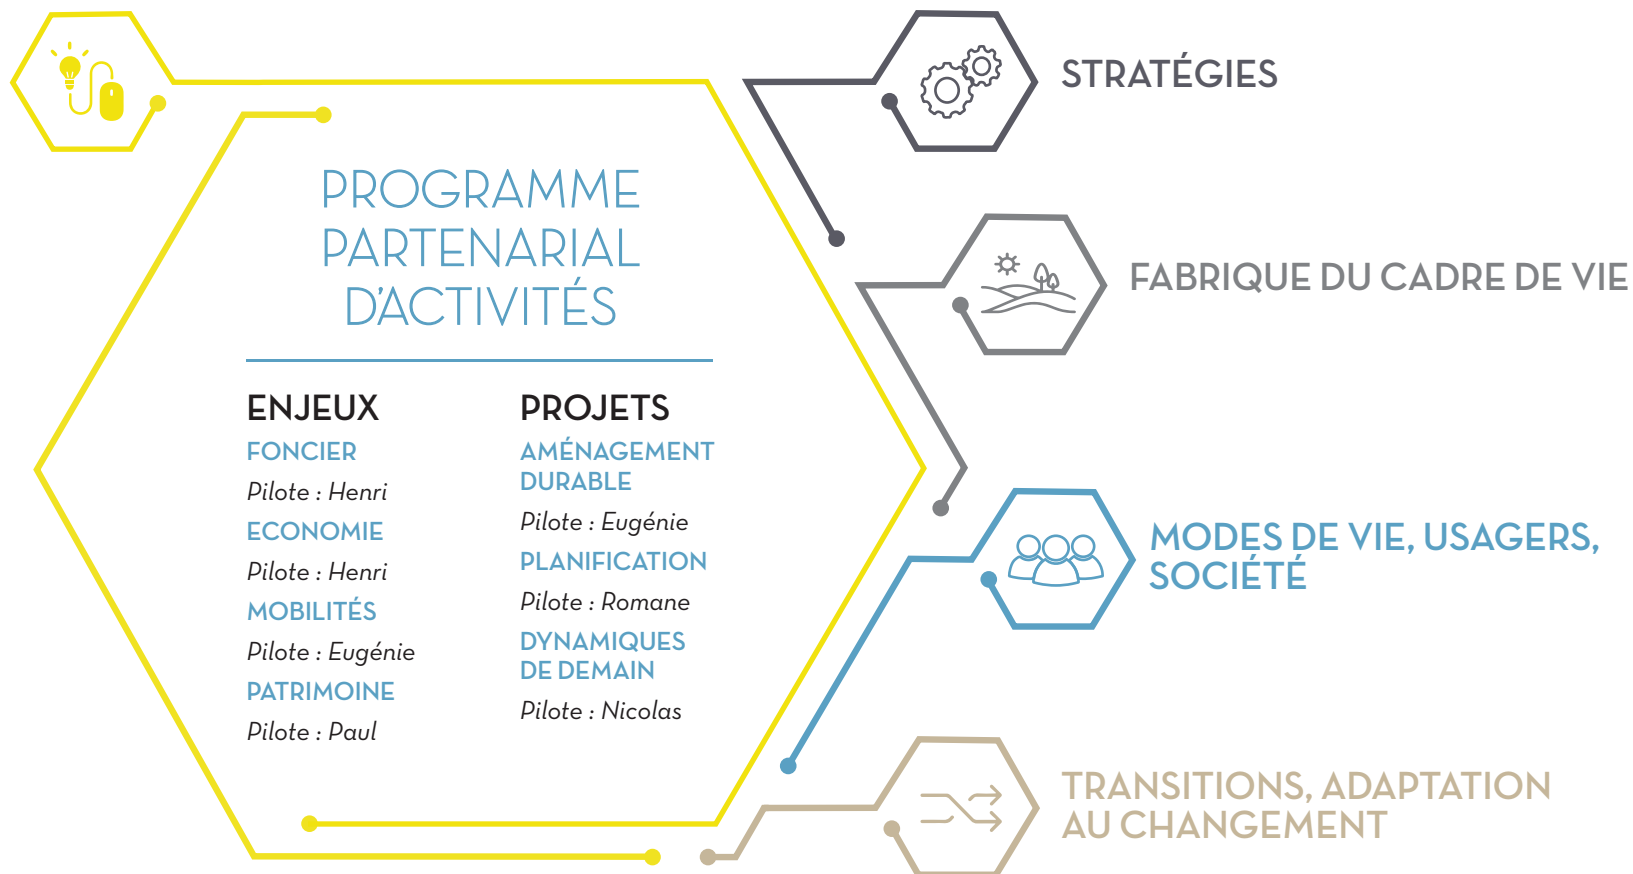 PROGRAMME
PARTENARIAL
D'ACTIVITÉS
ENJEUX
FONCIER
Pilote : Henri
ECONOMIE
Pilote : Henri
MOBILITÉS
Pilote : Eugénie
PATRIMOINE
Pilote : Paul
PROJETS
AMÉNAGEMENT
DURABLE
Pilote : Eugénie
PLANIFICATION
Pilote : Romane
DYNAMIQUES
DE DEMAIN
Pilote : Nicolas
STRATÉGIES
FABRIQUE DU CADRE DE VIE
MODES DE VIE, USAGERS,
SOCIÉTÉ
TRANSITIONS, ADAPTATION
AU CHANGEMENT